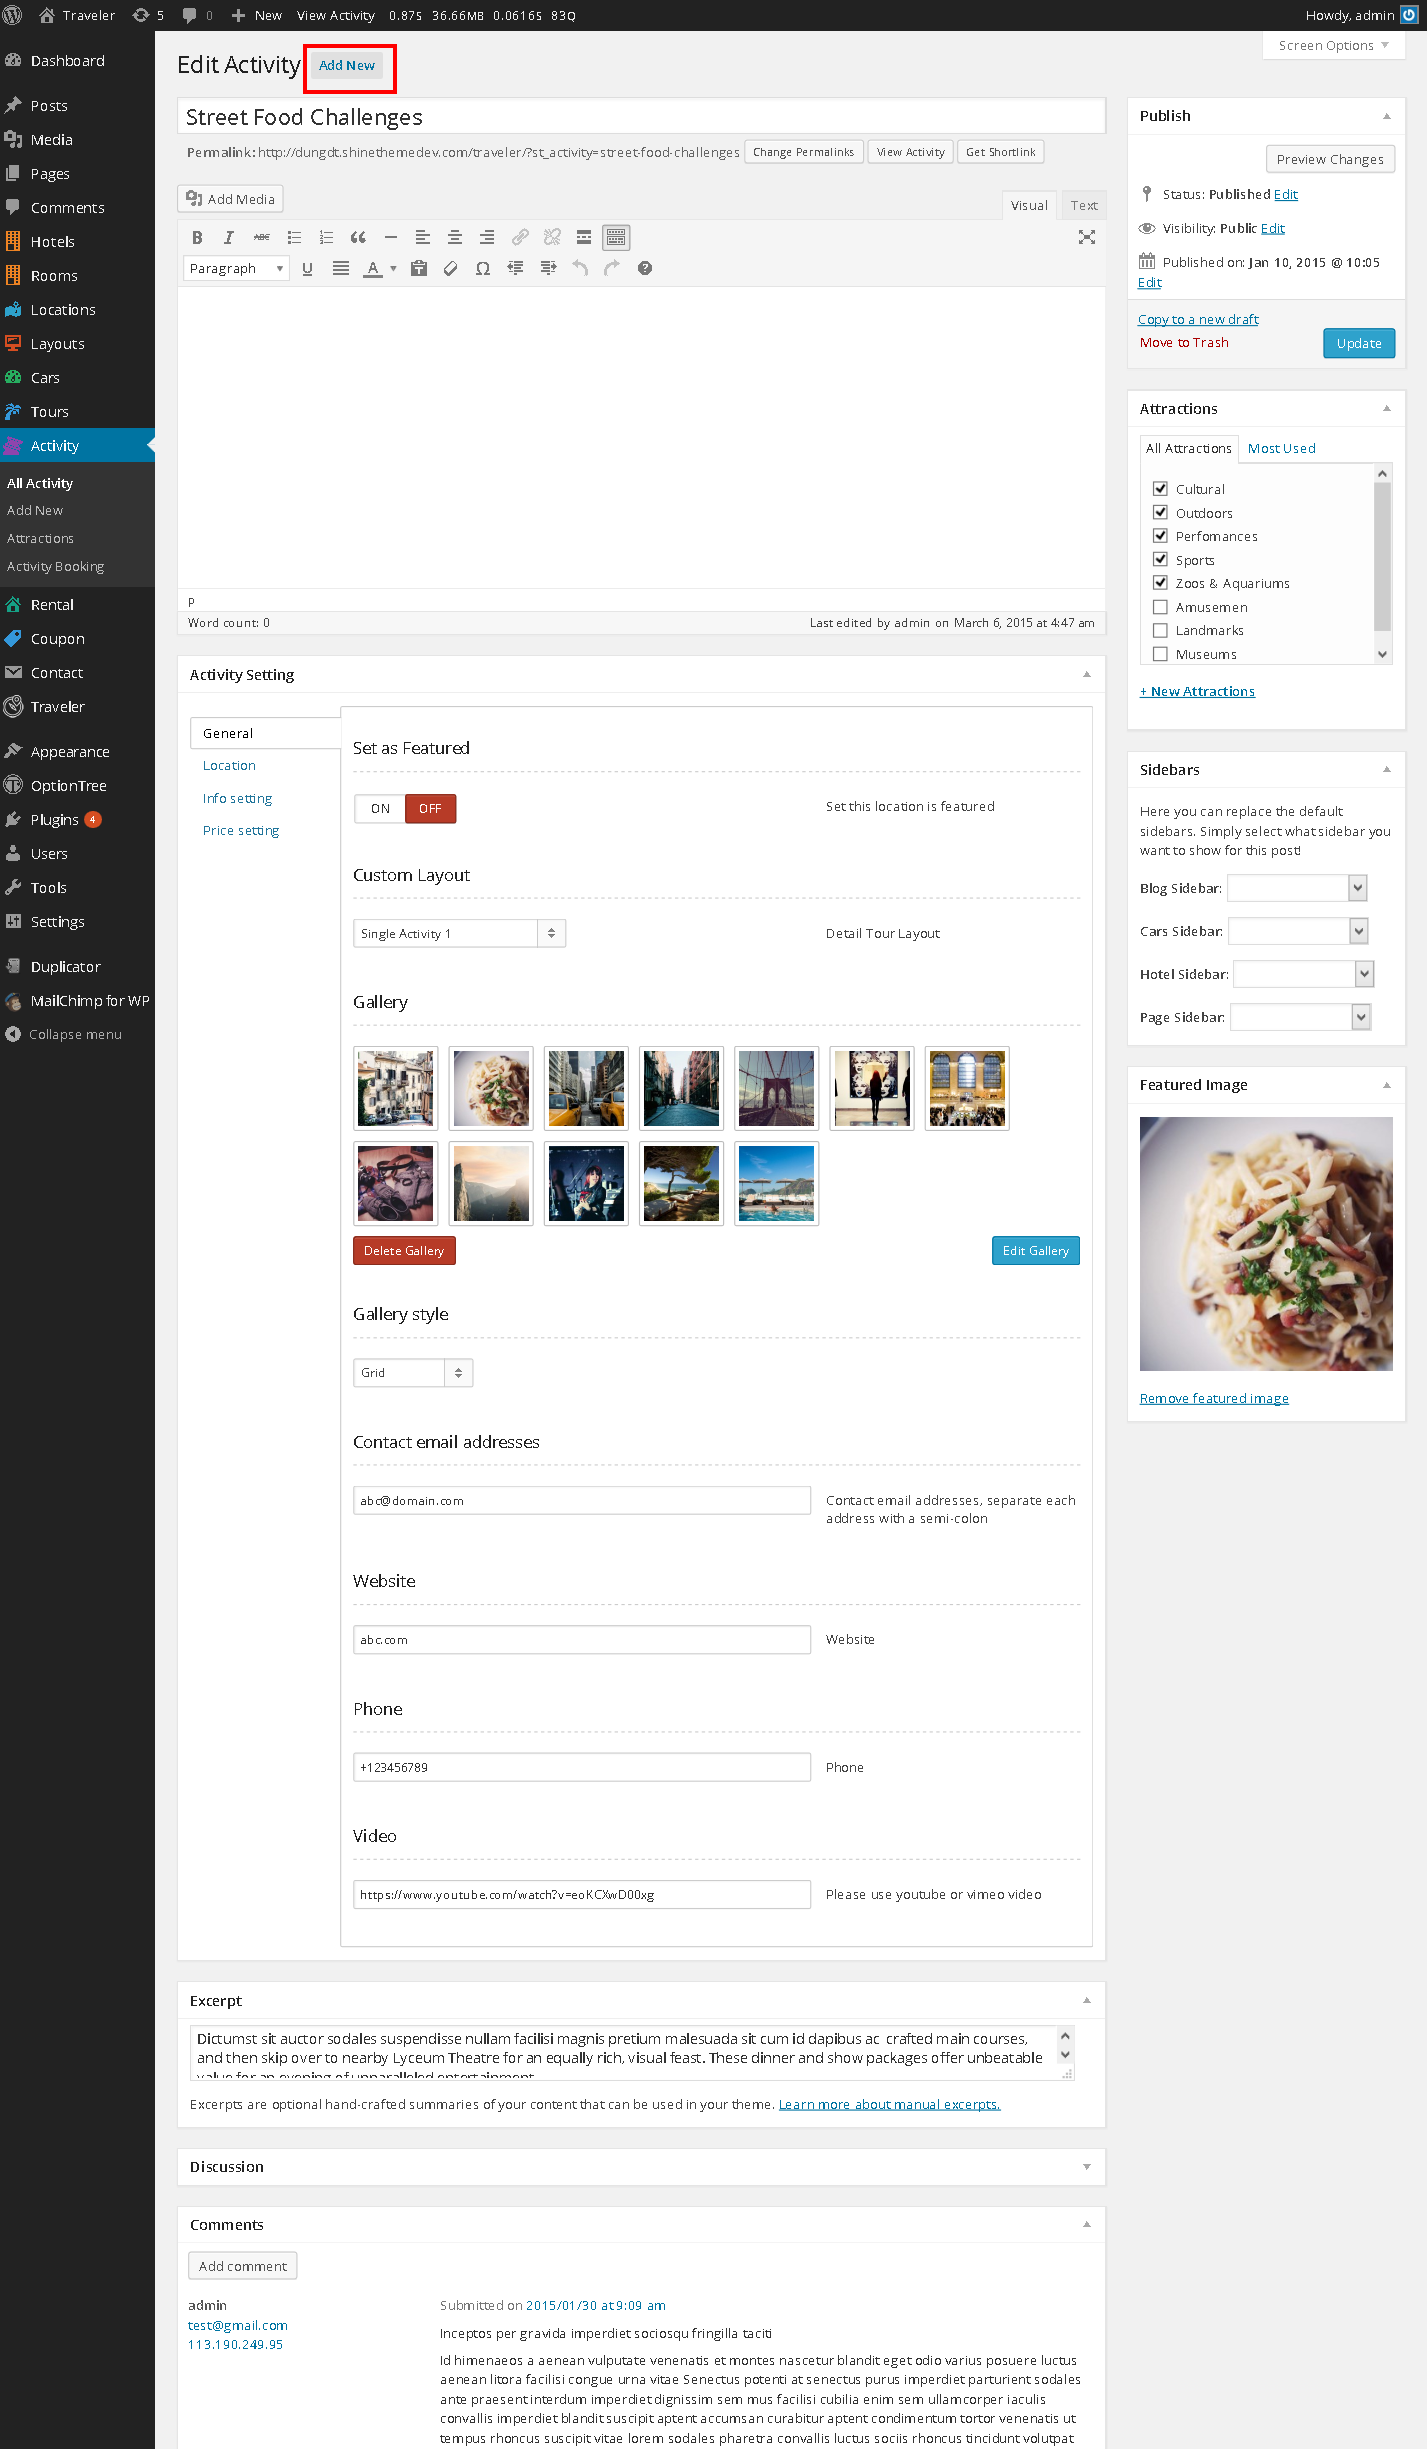 Traveler 5 0 New View Activity 0.87s 36.66MB 0.0616s 83Q Howdy, admin
Screen Options
Dashboard
Posts
Media
Pages
Comments
Hotels
Rooms
Locations
Layouts
Cars
Tours
Activity
All Activity
Add New
Attractions
Activity Booking
Rental
Coupon
Contact
Traveler
Appearance
OptionTree
Plugins 4
Users
Tools
Settings
Duplicator
MailChimp for WP
Collapse menu
Edit Activity Add New
Street Food Challenges
Permalink: http://dungdt.shinethemedev.com/traveler/?st_activity=street-food-challenges Change Permalinks View Activity Get Shortlink
Add Media
Visual Text
B I ABC
Paragraph U A Ω
P
Word count: 0 Last edited by admin on March 6, 2015 at 4:47 am
Activity Setting
General
Location
Info setting
Price setting
Set as Featured
ON OFF Set this location is featured
Custom Layout
Single Activity 1 Detail Tour Layout
Gallery
Delete Gallery Edit Gallery
Gallery style
Grid
Contact email addresses
abc@domain.com Contact email addresses, separate each
address with a semi-colon
Website
abc.com Website
Phone
+123456789 Phone
Video
https://www.youtube.com/watch?v=eoKCXwD00xg Please use youtube or vimeo video
Excerpt
Dictumst sit auctor sodales suspendisse nullam facilisi magnis pretium malesuada sit cum id dapibus ac crafted main courses,
and then skip over to nearby Lyceum Theatre for an equally rich, visual feast. These dinner and show packages offer unbeatable
value for an evening of unparalleled entertainment
Excerpts are optional hand-crafted summaries of your content that can be used in your theme. Learn more about manual excerpts.
Discussion
Comments
Add comment
admin
test@gmail.com
113.190.249.95
Submitted on 2015/01/30 at 9:09 am
Inceptos per gravida imperdiet sociosqu fringilla taciti
Id himenaeos a aenean vulputate venenatis et montes nascetur blandit eget odio varius posuere luctus
aenean litora facilisi congue urna vitae Senectus potenti at senectus purus imperdiet parturient sodales
ante praesent interdum imperdiet dignissim sem mus facilisi cubilia enim sem ullamcorper iaculis
convallis imperdiet blandit suscipit aptent accumsan curabitur aptent condimentum tortor venenatis ut
tempus rhoncus suscipit vitae lorem sodales pharetra convallis luctus sociis rhoncus tincidunt volutpat
Publish
Preview Changes
Status: Published Edit
Visibility: Public Edit
Published on: Jan 10, 2015 @ 10:05
Edit
Copy to a new draft
Move to Trash Update
Attractions
All Attractions Most Used
Cultural
Outdoors
Perfomances
Sports
Zoos & Aquariums
Amusemen
Landmarks
Museums
+ New Attractions
Sidebars
Here you can replace the default
sidebars. Simply select what sidebar you
want to show for this post!
Blog Sidebar:
Cars Sidebar:
Hotel Sidebar:
Page Sidebar:
Featured Image
Remove featured image